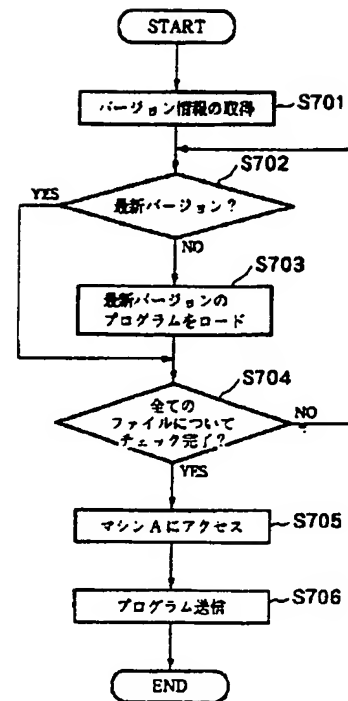 START
バージョン情報の取得
S701
S702
YES
最新バージョン?
NO
S703
最新バージョンの
プログラムをロード
S704
全ての
ファイルについて
チェック完了?
NO
YES
マシンAにアクセス
S705
プログラム送信
S706
END